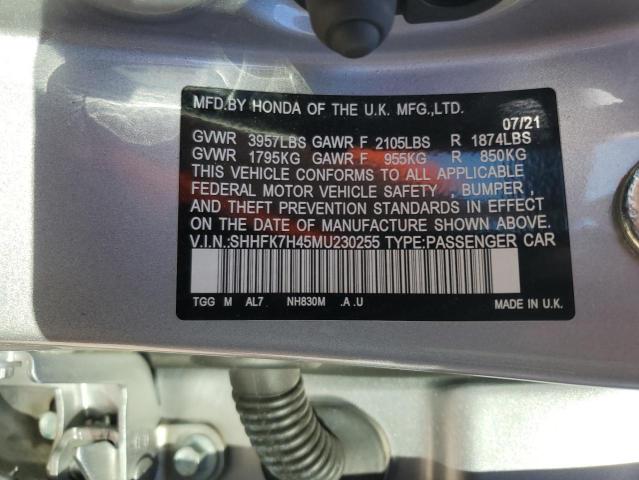 MFD.BY HONDA OF THE U.K. MFG.,LTD.
07/21
GVWR 3957LBS GAWR F 2105LBS R 1874LBS
GVWR 1795KG GAWR F 955KG R 850KG
THIS VEHICLE CONFORMS TO ALL APPLICABLE
FEDERAL MOTOR VEHICLE SAFETY , BUMPER ,
AND THEFT PREVENTION STANDARDS IN EFFECT
ON THE DATE OF MANUFACTURE SHOWN ABOVE.
V.I.N.:SHHFK7H45MU230255 TYPE:PASSENGER CAR
TGG M AL7 NH830M .A .U
MADE IN U.K.